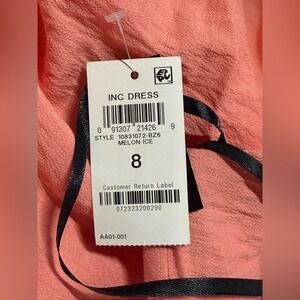 INC DRESS
0 91307 21426 9
STYLE 10831072-BZ6
MELON ICE
8
Customer Return Label
072323200290
AA01-001